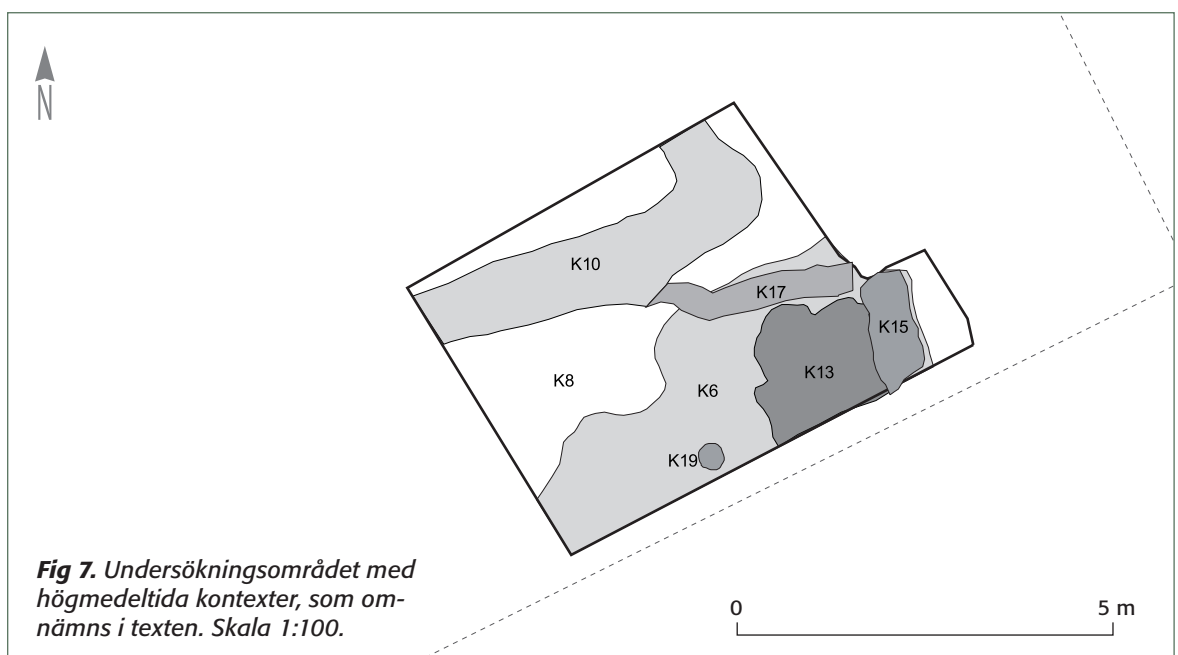 N
K10
K17
K15
K13
K8
K6
K19
Fig 7. Undersökningsområdet med
högmedeltida kontexter, som om-
nämns i texten. Skala 1:100.
0 5 m